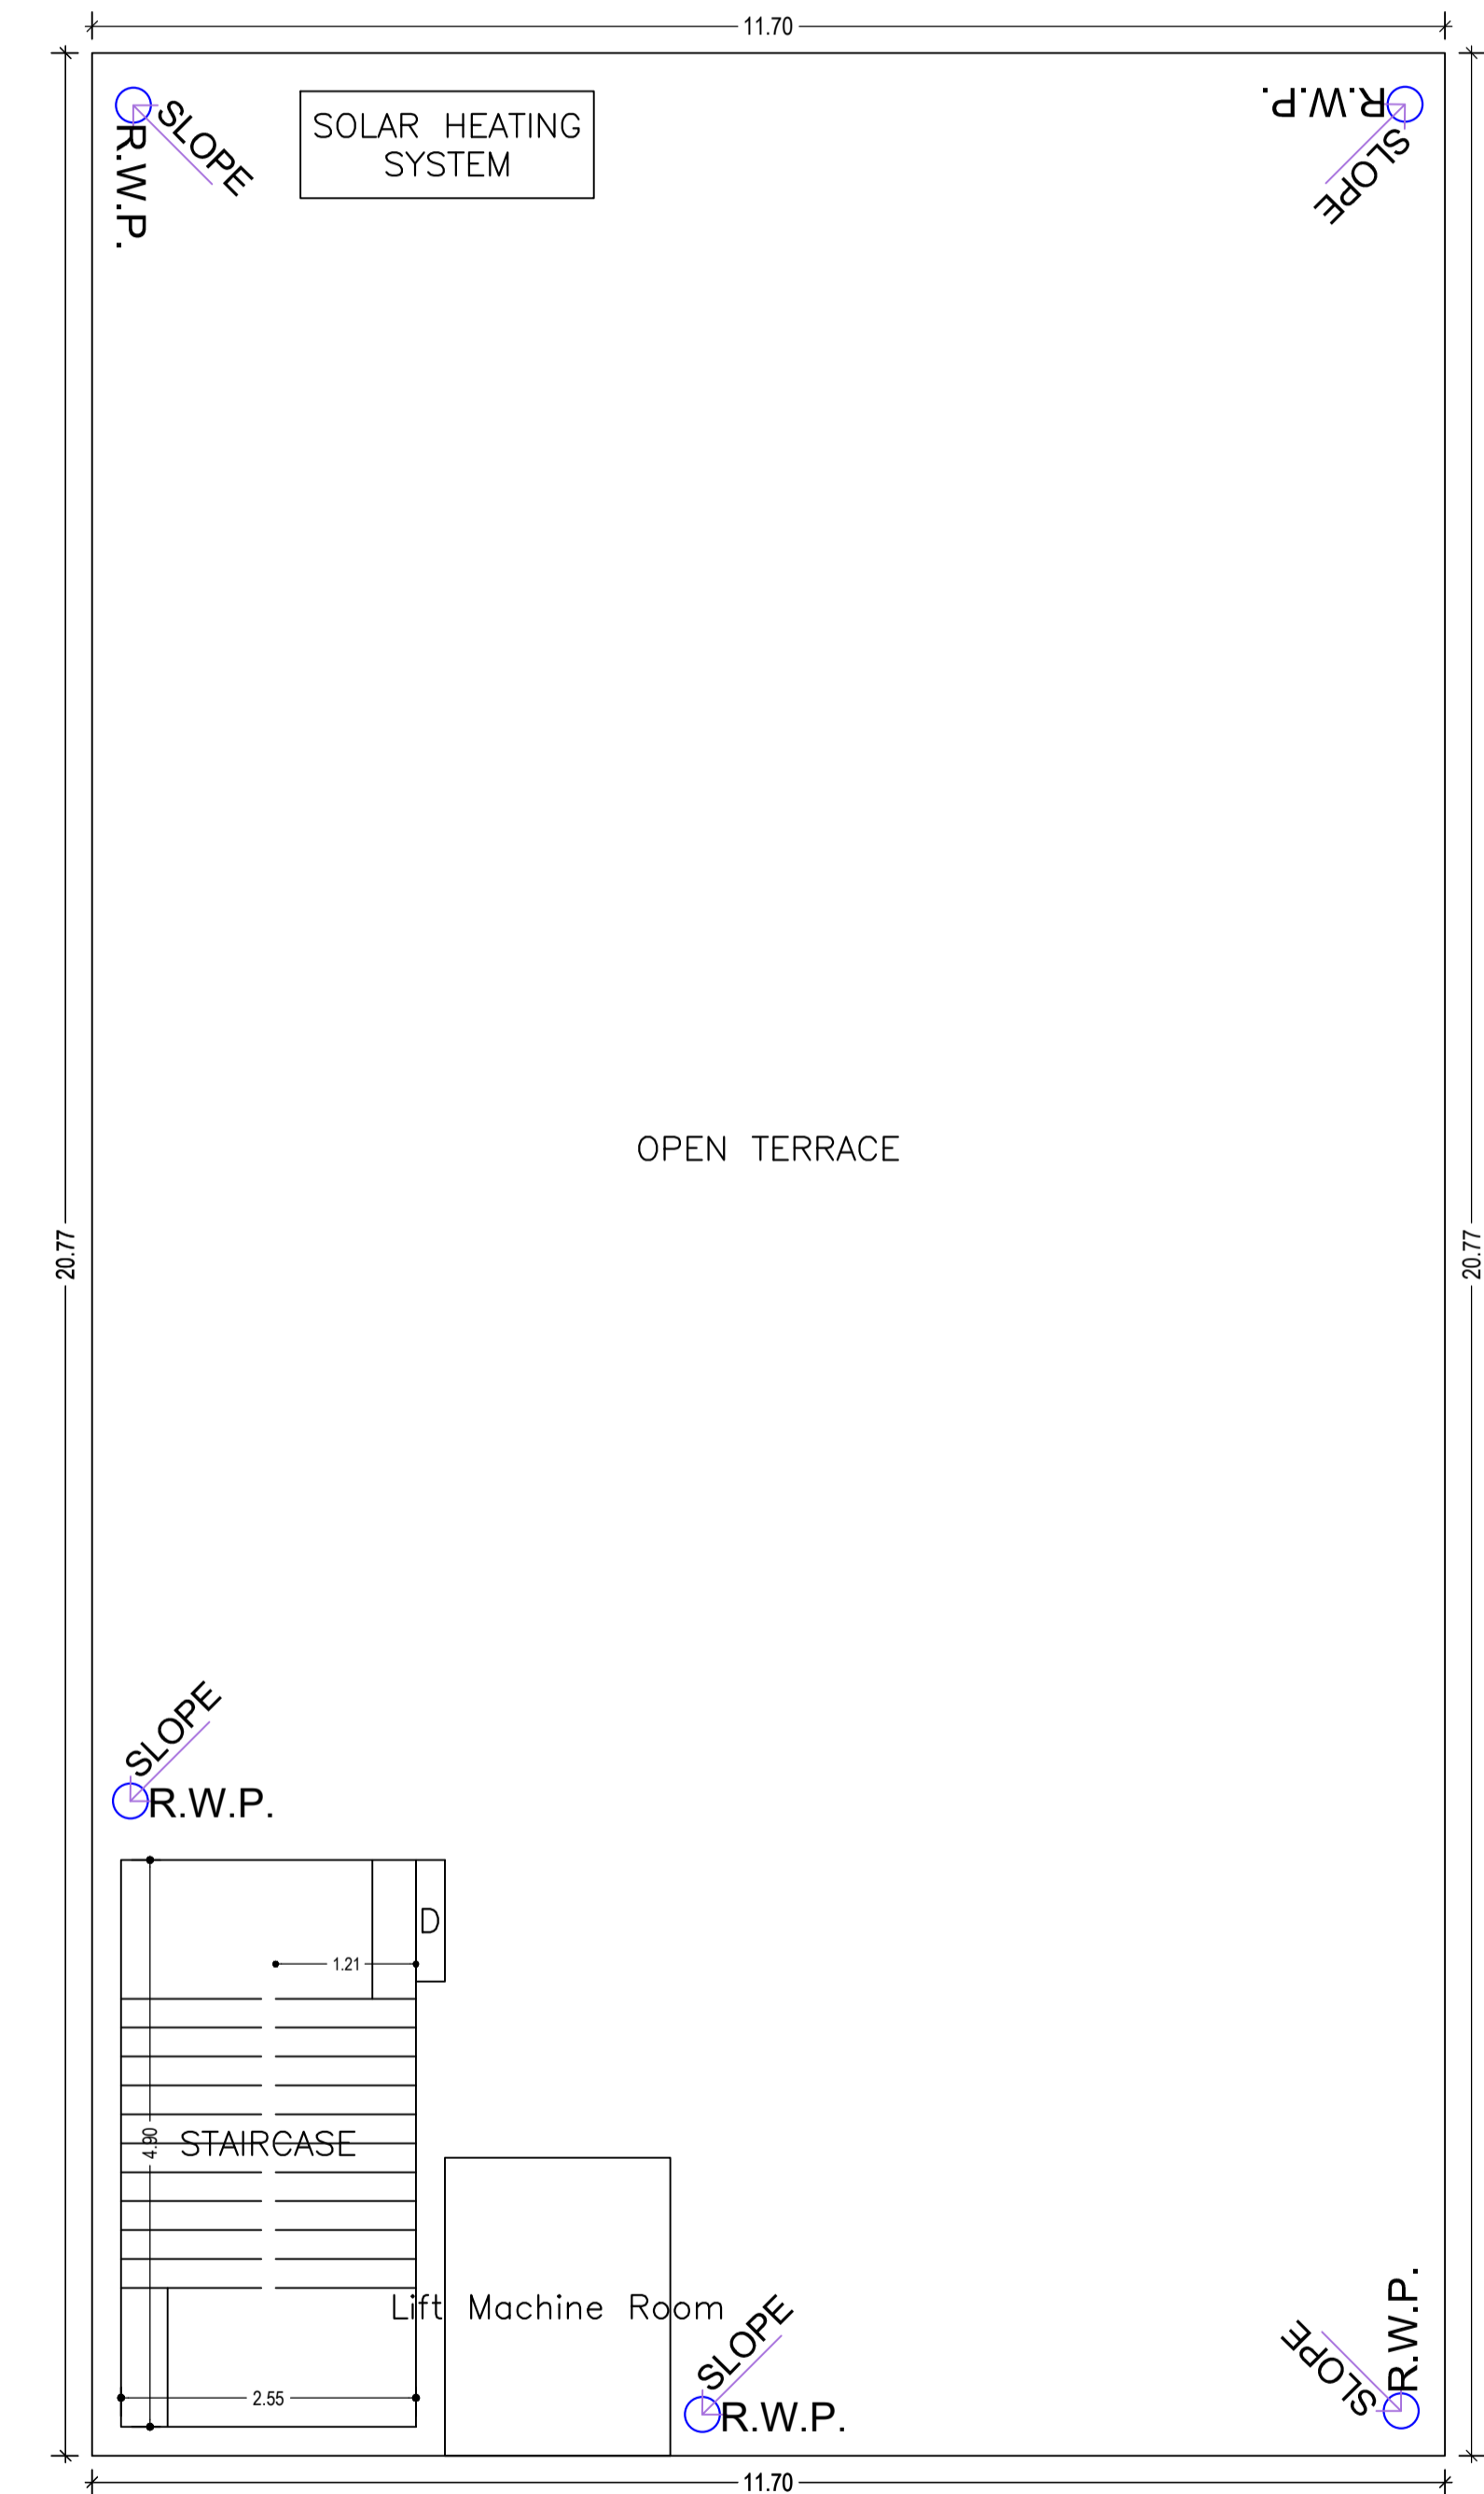 11.70
SLOPE
R.W.P.
SOLAR HEATING
SYSTEM
R.W.P.
SLOPE
OPEN TERRACE
20.77
20.77
SLOPE
R.W.P.
D
1.21
4.90
STAIRCASE
Lift Machine Room
SLOPE
R.W.P.
SLOPE
R.W.P.
2.55
11.70